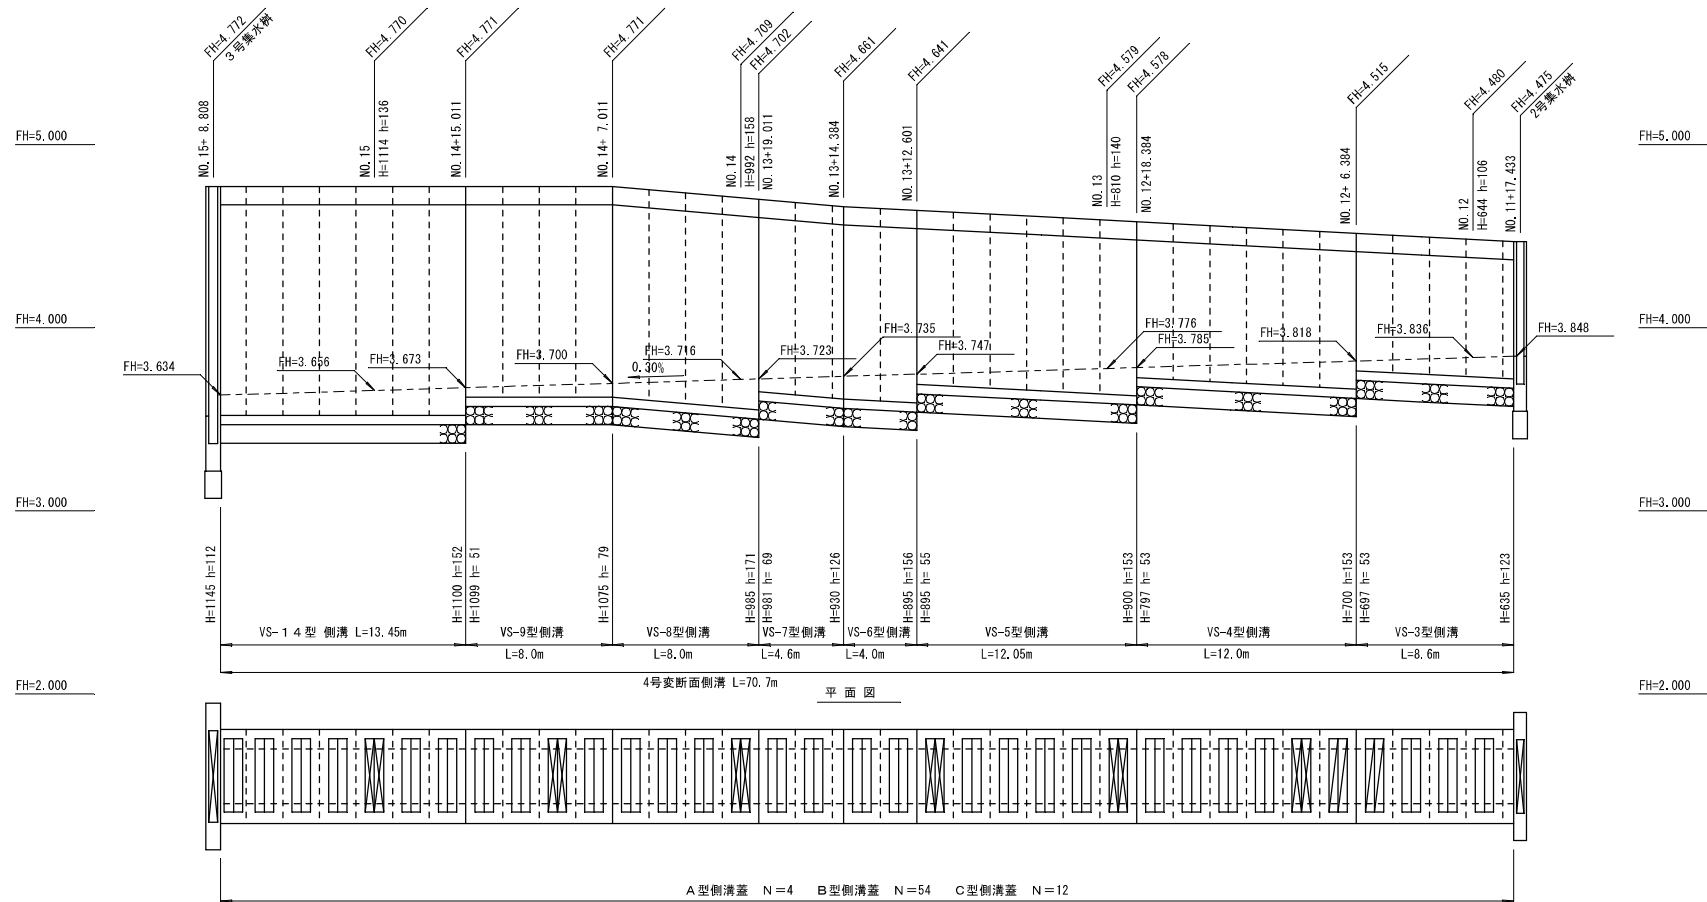 FH=4.772
3号集水桝
FH=4.770
FH=4.771
FH=4.771
FH=4.709
FH=4.702
FH=4.661
FH=4.641
FH=4.579
FH=4.578
FH=4.515
FH=4.480
FH=4.475
2号集水桝
NO.15+ 8.808
NO.15
H=1114 h=136
NO.14+15.011
NO.14+ 7.011
NO.14
H=992 h=158
NO.13+19.011
NO.13+14.384
NO.13+12.601
NO.13
H=810 h=140
NO.12+18.384
NO.12+ 6.384
NO.12
H=644 h=106
NO.11+17.433
FH=5.000
FH=5.000
FH=4.000
FH=4.000
FH=3.634
FH=3.656
FH=3.673
FH=3.700
FH=3.716
0.30%
FH=3.723
FH=3.735
FH=3.747
FH=3.776
FH=3.785
FH=3.818
FH=3.836
FH=3.848
FH=3.000
FH=3.000
H=1145 h=112
H=1100 h=152
H=1099 h= 51
H=1075 h= 79
H=985 h=171
H=981 h= 69
H=930 h=126
H=895 h=156
H=895 h= 55
H=900 h=153
H=797 h= 53
H=700 h=153
H=697 h= 53
H=635 h=123
VS-14型 側溝 L=13.45m
VS-9型側溝
L=8.0m
VS-8型側溝
L=8.0m
VS-7型側溝
L=4.6m
VS-6型側溝
L=4.0m
VS-5型側溝
L=12.05m
VS-4型側溝
L=12.0m
VS-3型側溝
L=8.6m
4号変断面側溝 L=70.7m
FH=2.000
FH=2.000
平 面 図
A型側溝蓋 N=4 B型側溝蓋 N=54 C型側溝蓋 N=12